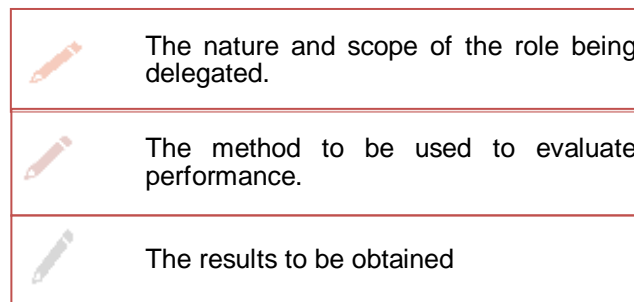 The nature and scope of the role being
delegated.
The method to be used to evaluate
performance.
The results to be obtained